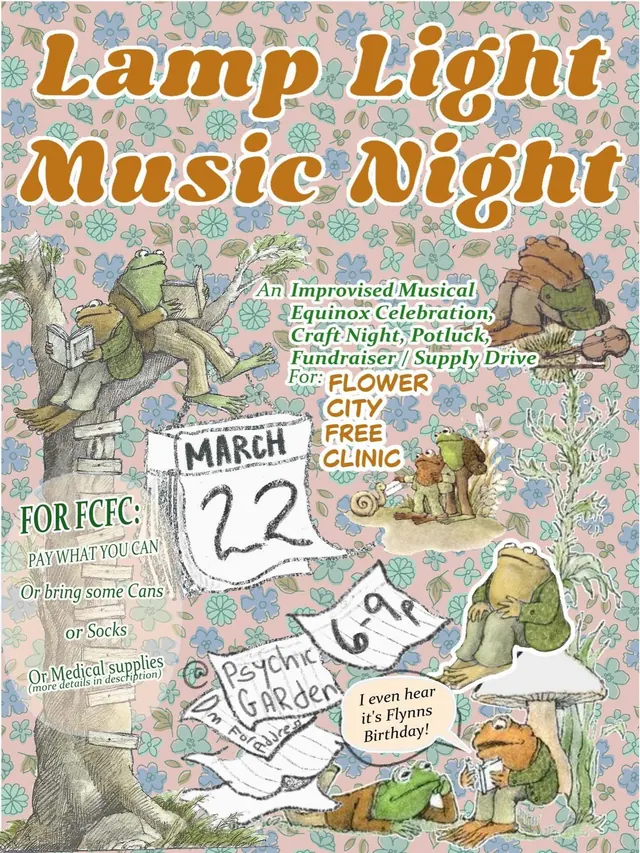 Lamp Light
Music Night
An Improvised Musical
Equinox Celebration,
Craft Night, Potluck,
Fundraiser / Supply Drive
For: FLOWER
CITY
FREE
CLINIC
MARCH
22
FOR FCFC:
PAY WHAT YOU CAN
Or bring some Cans
or Socks
Or Medical supplies
(more details in description)
6-9p
@ Psychic
GARden
Dm For
Address
I even hear
it's Flynns
Birthday!